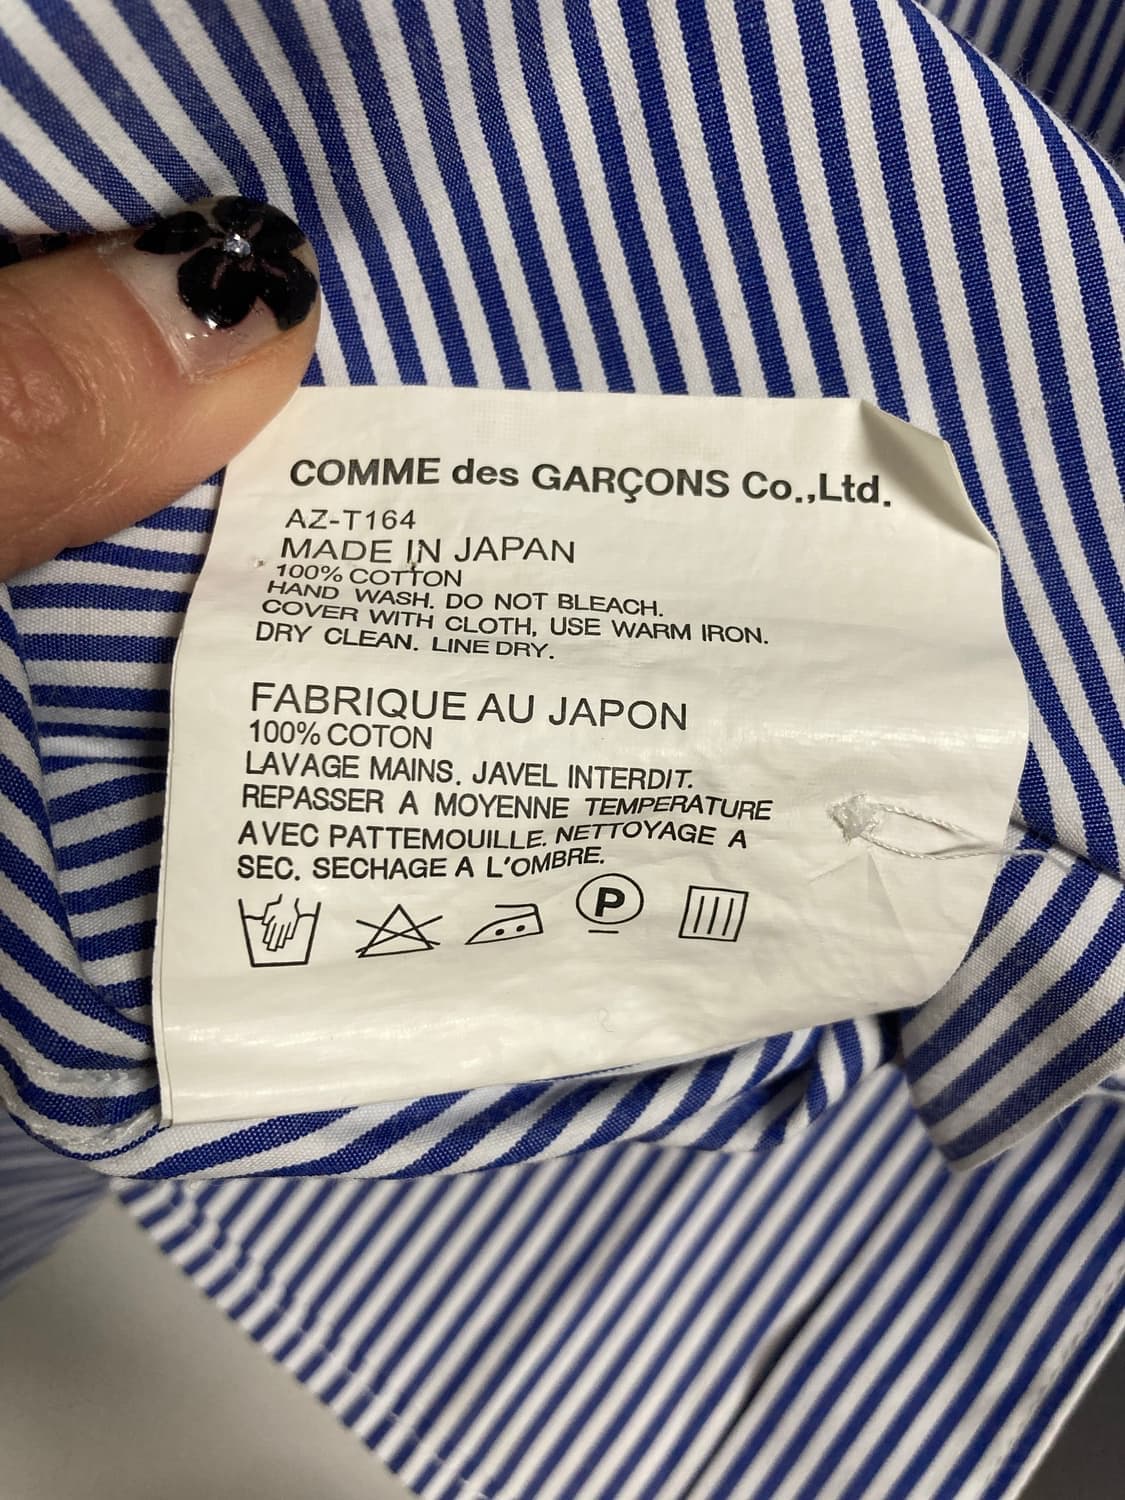 COMME des GARÇONS Co.,Ltd.
AZ-T164
MADE IN JAPAN
100% COTTON
HAND WASH. DO NOT BLEACH.
COVER WITH CLOTH, USE WARM IRON.
DRY CLEAN. LINE DRY.
FABRIQUE AU JAPON
100% COTON
LAVAGE MAINS. JAVEL INTERDIT.
REPASSER A MOYENNE TEMPERATURE
AVEC PATTEMOUILLE. NETTOYAGE A
SEC. SECHAGE A L'OMBRE.
P